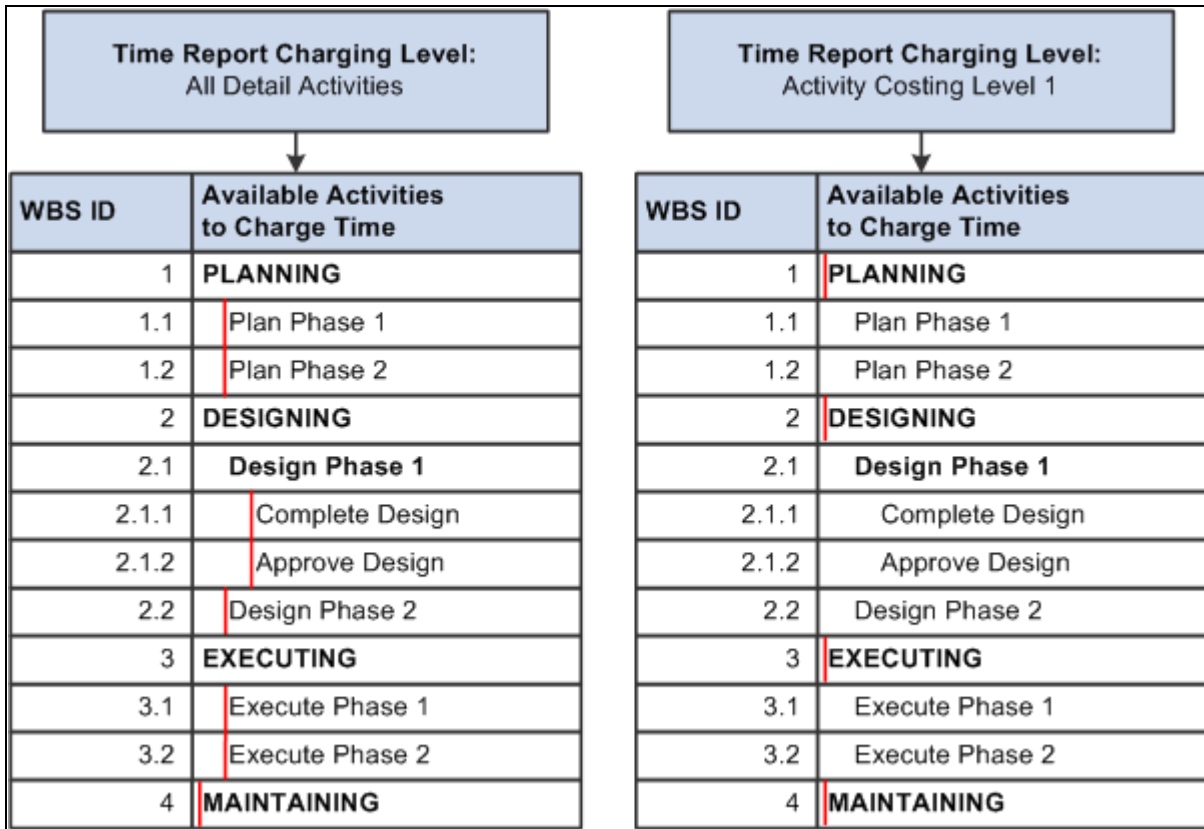 Time Report Charging Level:
All Detail Activities
WBS ID
Available Activities
to Charge Time
1 PLANNING
1.1 Plan Phase 1
1.2 Plan Phase 2
2 DESIGNING
2.1 Design Phase 1
2.1.1 Complete Design
2.1.2 Approve Design
2.2 Design Phase 2
3 EXECUTING
3.1 Execute Phase 1
3.2 Execute Phase 2
4 MAINTAINING
Time Report Charging Level:
Activity Costing Level 1
WBS ID
Available Activities
to Charge Time
1 PLANNING
1.1 Plan Phase 1
1.2 Plan Phase 2
2 DESIGNING
2.1 Design Phase 1
2.1.1 Complete Design
2.1.2 Approve Design
2.2 Design Phase 2
3 EXECUTING
3.1 Execute Phase 1
3.2 Execute Phase 2
4 MAINTAINING